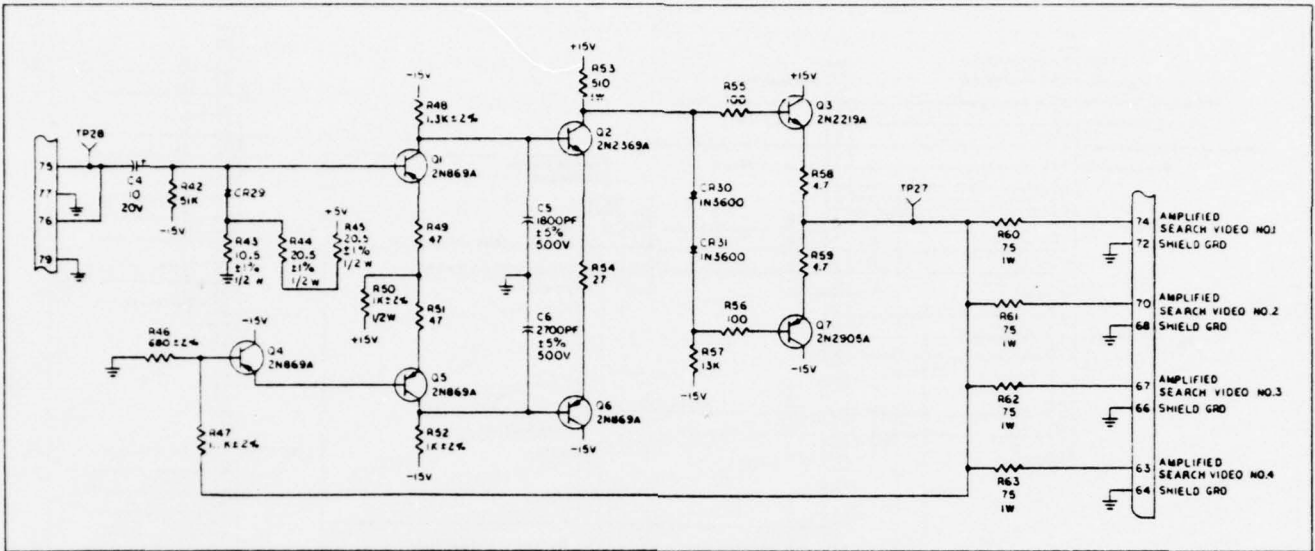 75
TP28
77
76
79
C4
10
20V
R42
51K
-15V
CR29
R43
10.5
±1%
1/2 W
R44
20.5
±1%
1/2 W
+5V
R45
20.5
±1%
1/2 W
-15V
R48
1.3K±2%
Q1
2N869A
R49
47
R50
1K±2%
1/2W
+15V
R51
47
R46
680±2%
-15V
Q4
2N869A
Q5
2N869A
R47
R52
1K±2%
-15V
C5
1800PF
±5%
500V
C6
2700PF
±5%
500V
+15V
R53
510
1W
Q2
2N2369A
R54
27
Q6
2N869A
-15V
CR30
1N3600
CR31
1N3600
R55
100
R56
100
R57
13K
-15V
+15V
Q3
2N2219A
R58
4.7
R59
4.7
Q7
2N2905A
-15V
TP27
R60
75
1W
R61
75
1W
R62
75
1W
R63
75
1W
74 AMPLIFIED
SEARCH VIDEO NO.1
72 SHIELD GRD
70 AMPLIFIED
SEARCH VIDEO NO.2
68 SHIELD GRD
67 AMPLIFIED
SEARCH VIDEO NO.3
66 SHIELD GRD
63 AMPLIFIED
SEARCH VIDEO NO.4
64 SHIELD GRD